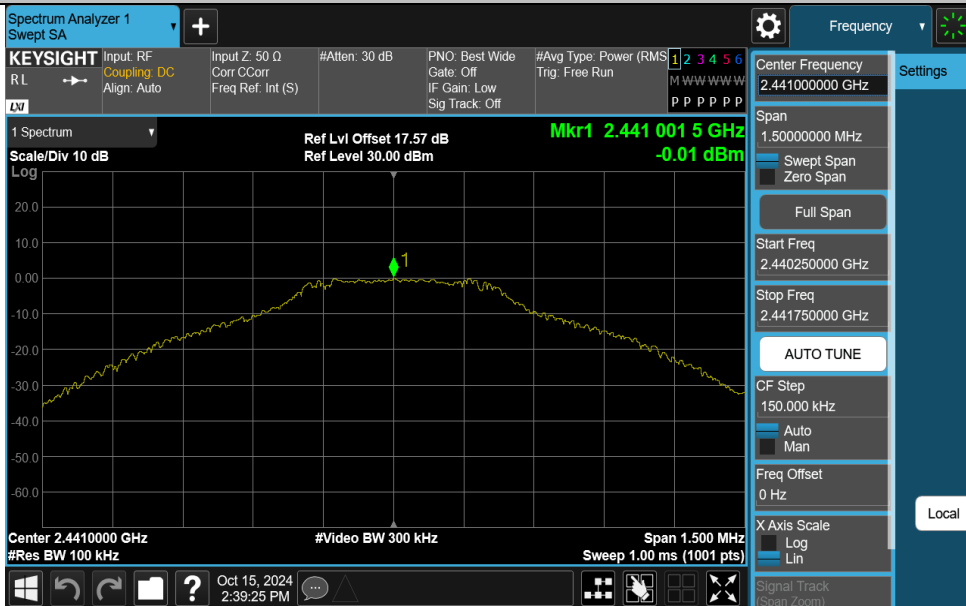 Spectrum Analyzer 1
Swept SA
Frequency
KEYSIGHT
RL
LXI
Input: RF
Coupling: DC
Align: Auto
Input Z: 50 Ω
Corr CCorr
Freq Ref: Int (S)
#Atten: 30 dB
PNO: Best Wide
Gate: Off
IF Gain: Low
Sig Track: Off
#Avg Type: Power (RMS
Trig: Free Run
1 2 3 4 5 6
M W W W W W
P P P P P P
Center Frequency
2.441000000 GHz
Settings
Span
1.50000000 MHz
Swept Span
Zero Span
Full Span
Start Freq
2.440250000 GHz
Stop Freq
2.441750000 GHz
AUTO TUNE
CF Step
150.000 kHz
Auto
Man
Freq Offset
0 Hz
X Axis Scale
Log
Lin
Signal Track
(Span Zoom)
Local
1 Spectrum
Scale/Div 10 dB
Log
Ref Lvl Offset 17.57 dB
Ref Level 30.00 dBm
Mkr1 2.441 001 5 GHz
-0.01 dBm
20.0
10.0
1
0.00
-10.0
-20.0
-30.0
-40.0
-50.0
-60.0
Center 2.4410000 GHz
#Video BW 300 kHz
Span 1.500 MHz
#Res BW 100 kHz
Sweep 1.00 ms (1001 pts)
?
Oct 15, 2024
2:39:25 PM